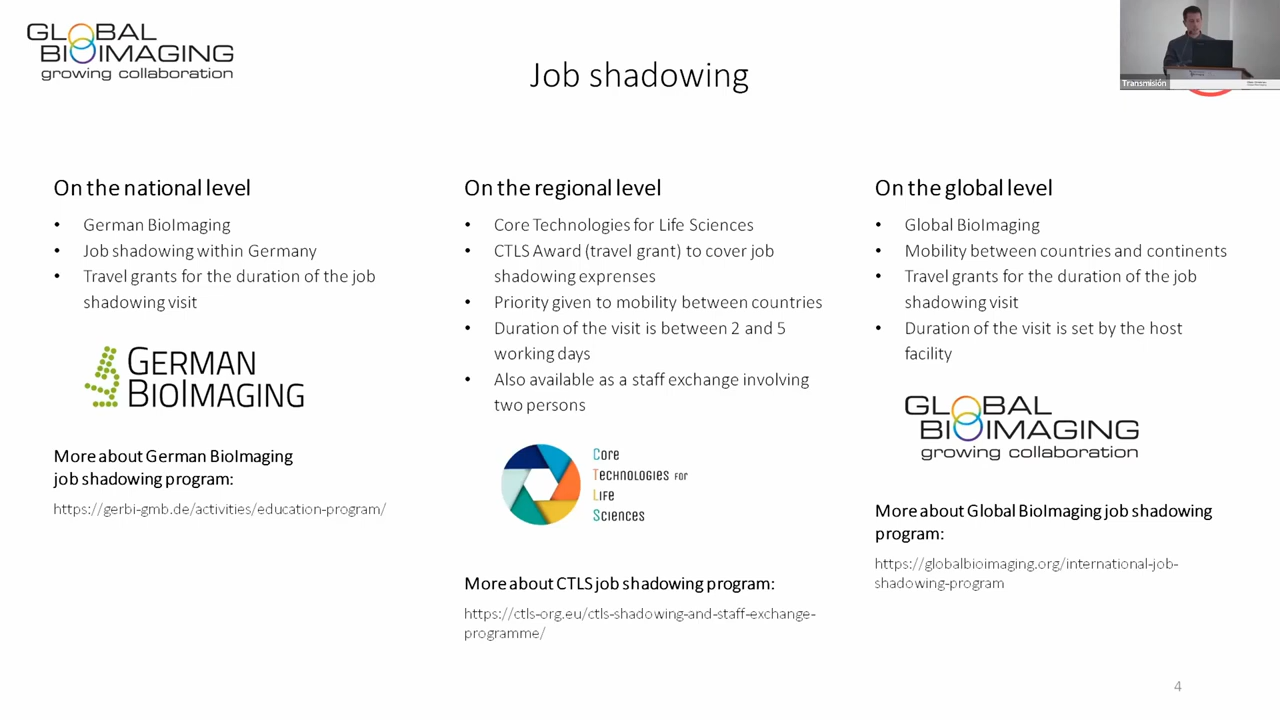 GLOBAL
BIOIMAGING
growing collaboration
Job shadowing
Transmisión
On the national level
• German BioImaging
• Job shadowing within Germany
• Travel grants for the duration of the job
shadowing visit
GERMAN
BIOIMAGING
More about German BioImaging
job shadowing program:
https://gerbi-gmb.de/activities/education-program/
On the regional level
• Core Technologies for Life Sciences
• CTLS Award (travel grant) to cover job
shadowing exprenses
• Priority given to mobility between countries
• Duration of the visit is between 2 and 5
working days
• Also available as a staff exchange involving
two persons
Core
Technologies for
Life
Sciences
More about CTLS job shadowing program:
https://ctls-org.eu/ctls-shadowing-and-staff-exchange-
programme/
On the global level
• Global BioImaging
• Mobility between countries and continents
• Travel grants for the duration of the job
shadowing visit
• Duration of the visit is set by the host
facility
GLOBAL
BIOIMAGING
growing collaboration
More about Global BioImaging job shadowing
program:
https://globalbioimaging.org/international-job-
shadowing-program
4